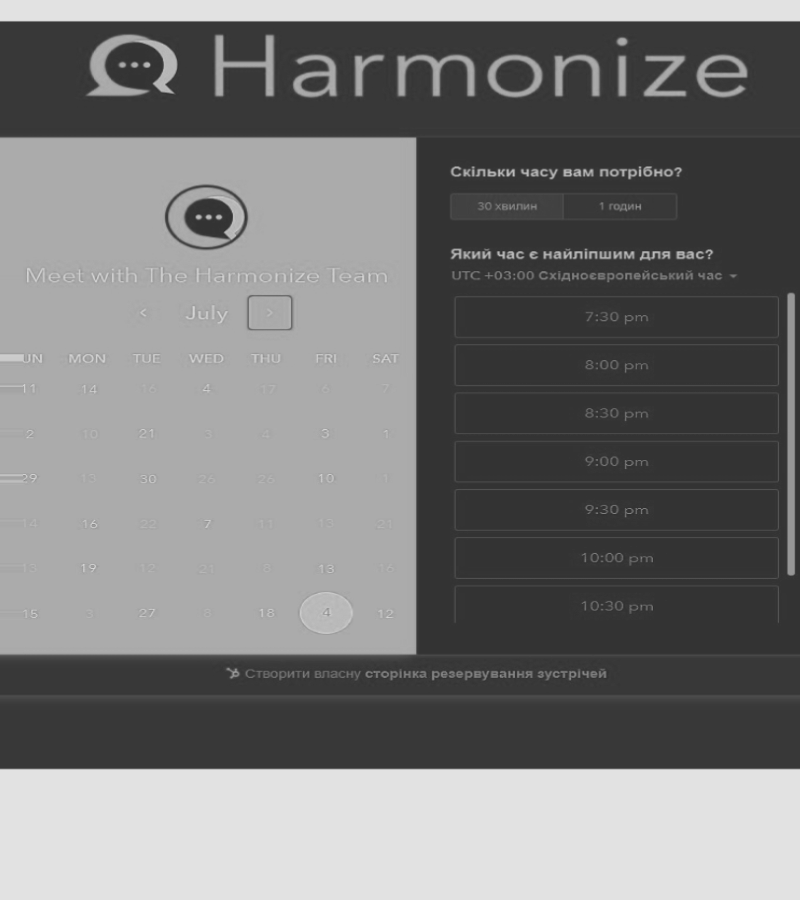 Harmonize
Meet with The Harmonize Team
July
UN MON TUE WED THU FRI SAT
11 14 16 4 17 6 7
2 10 21 3 4 3 1
29 13 30 26 26 10 1
14 16 22 7 11 13 21
13 19 12 21 8 13 16
15 3 27 8 18 4 12
Скільки часу вам потрібно?
30 хвилин 1 годин
Який час є найліпшим для вас?
UTC +03:00 Східноєвропейський час
7:30 pm
8:00 pm
8:30 pm
9:00 pm
9:30 pm
10:00 pm
10:30 pm
Створити власну сторінка резервування зустрічей